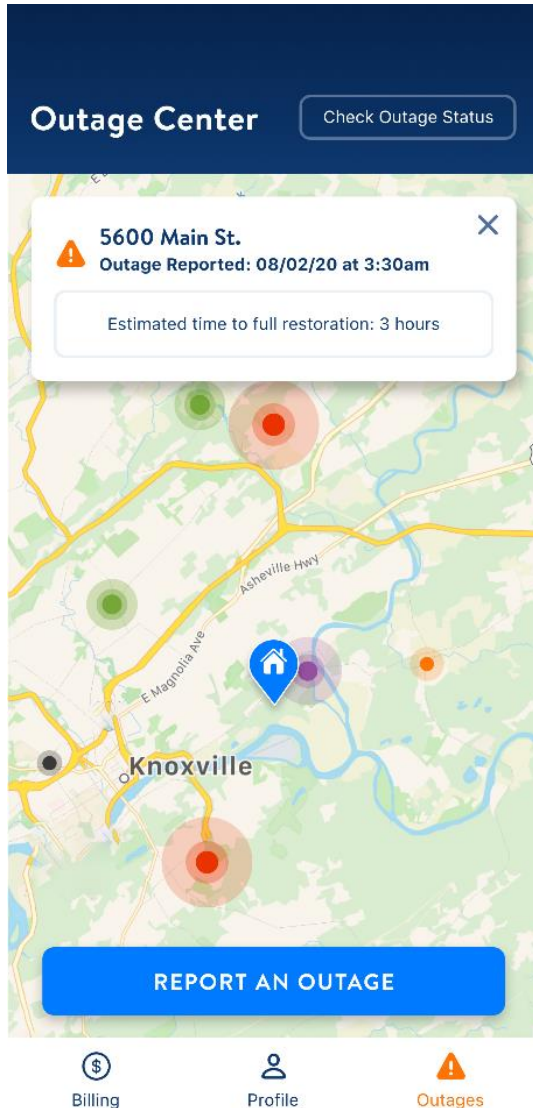 Outage Center
Check Outage Status
5600 Main St.
Outage Reported: 08/02/20 at 3:30am
Estimated time to full restoration: 3 hours
Asheville Hwy
E Magnolia Ave
Knoxville
REPORT AN OUTAGE
Billing
Profile
Outages